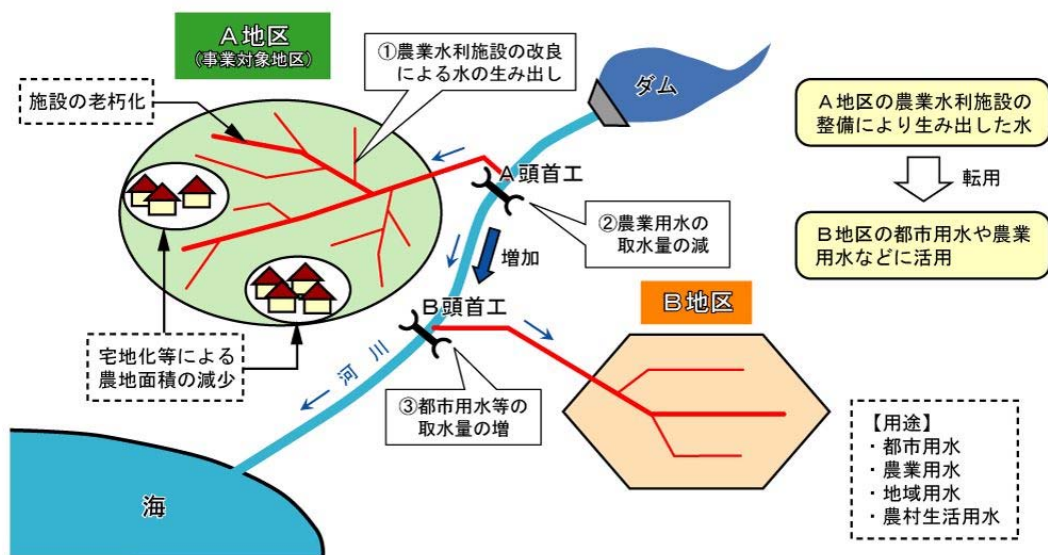 A地区
(事業対象地区)
①農業水利施設の改良
による水の生み出し
施設の老朽化
ダム
A頭首工
②農業用水の
取水量の減
増加
B頭首工
B地区
宅地化等による
農地面積の減少
河川
③都市用水等の
取水量の増
海
A地区の農業水利施設の
整備により生み出した水
転用
B地区の都市用水や農業
用水などに活用
【用途】
・都市用水
・農業用水
・地域用水
・農村生活用水